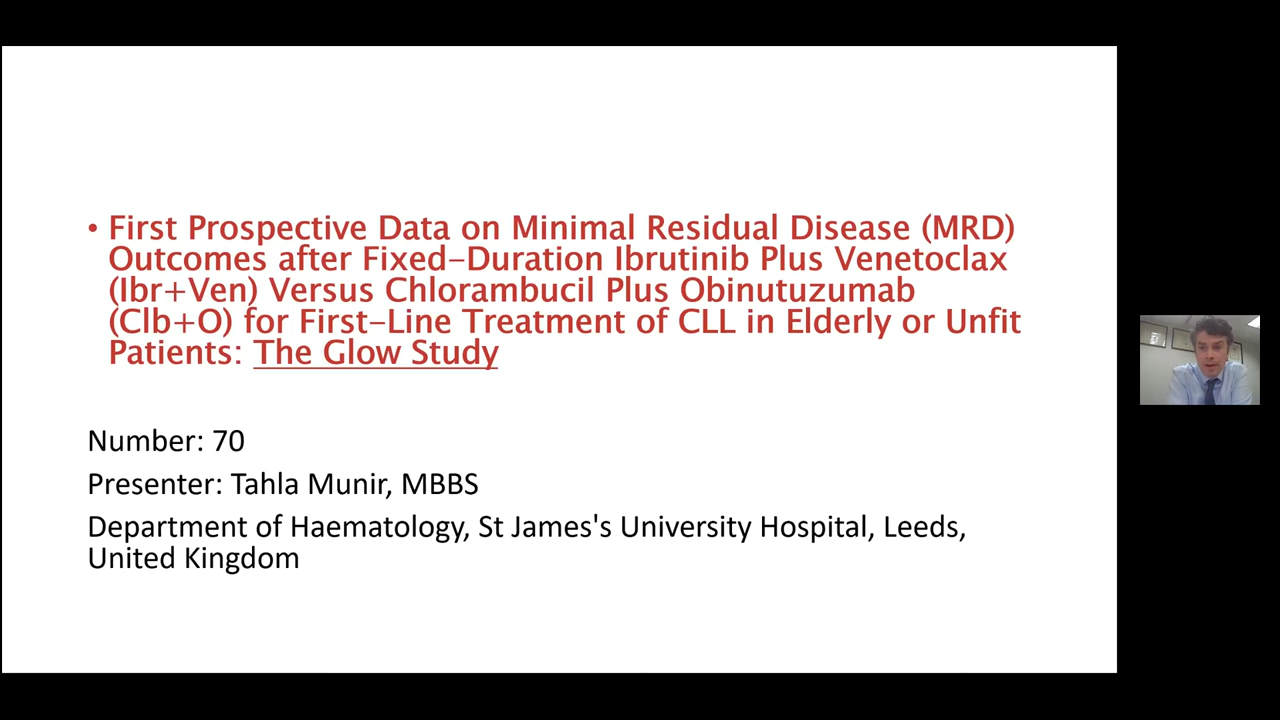 • First Prospective Data on Minimal Residual Disease (MRD)
Outcomes after Fixed-Duration Ibrutinib Plus Venetoclax
(Ibr+Ven) Versus Chlorambucil Plus Obinutuzumab
(Clb+O) for First-Line Treatment of CLL in Elderly or Unfit
Patients: The Glow Study
Number: 70
Presenter: Tahla Munir, MBBS
Department of Haematology, St James's University Hospital, Leeds,
United Kingdom